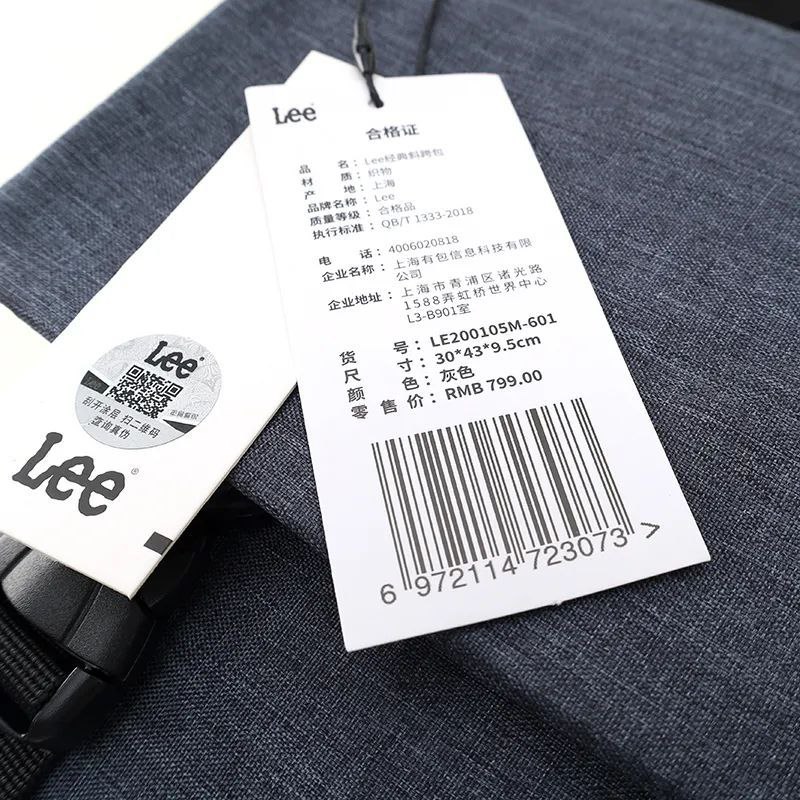 Lee
合格证
品 名：Lee经典斜跨包
材 质：织物
产 地：上海
品牌名称：Lee
质量等级：合格品
执行标准：QB/T 1333-2018
电 话：4006020818
企业名称：上海有包信息科技有限
公司
企业地址：上海市青浦区诸光路
1588弄虹桥世界中心
L3-B901室
货 号：LE200105M-601
尺 寸：30*43*9.5cm
颜 色：灰色
零售价：RMB 799.00
6 972114 723073 >
Lee
刮开涂层 扫二维码
查询真伪
Lee®